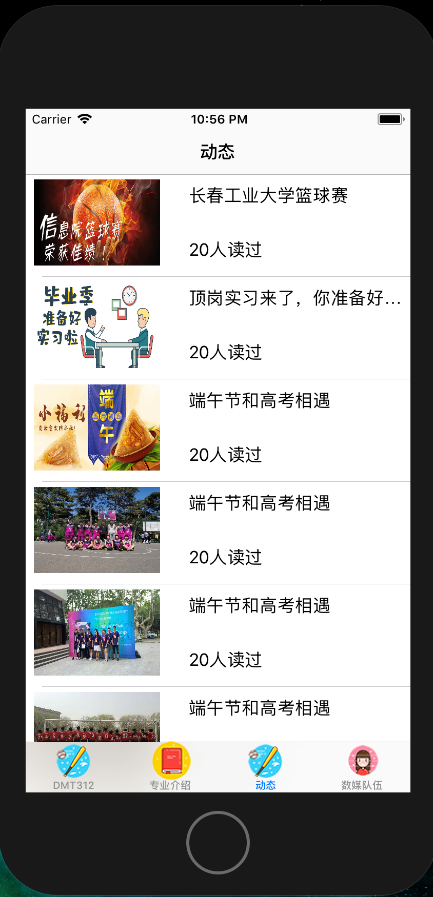 Carrier
10:56 PM
动态
信息院篮球赛
荣获佳绩！
长春工业大学篮球赛
20人读过
毕业季
准备好
实习啦
顶岗实习来了，你准备好...
20人读过
小福利
端午
端午节和高考相遇
20人读过
端午节和高考相遇
20人读过
端午节和高考相遇
20人读过
端午节和高考相遇
DMT312
专业介绍
动态
数媒队伍